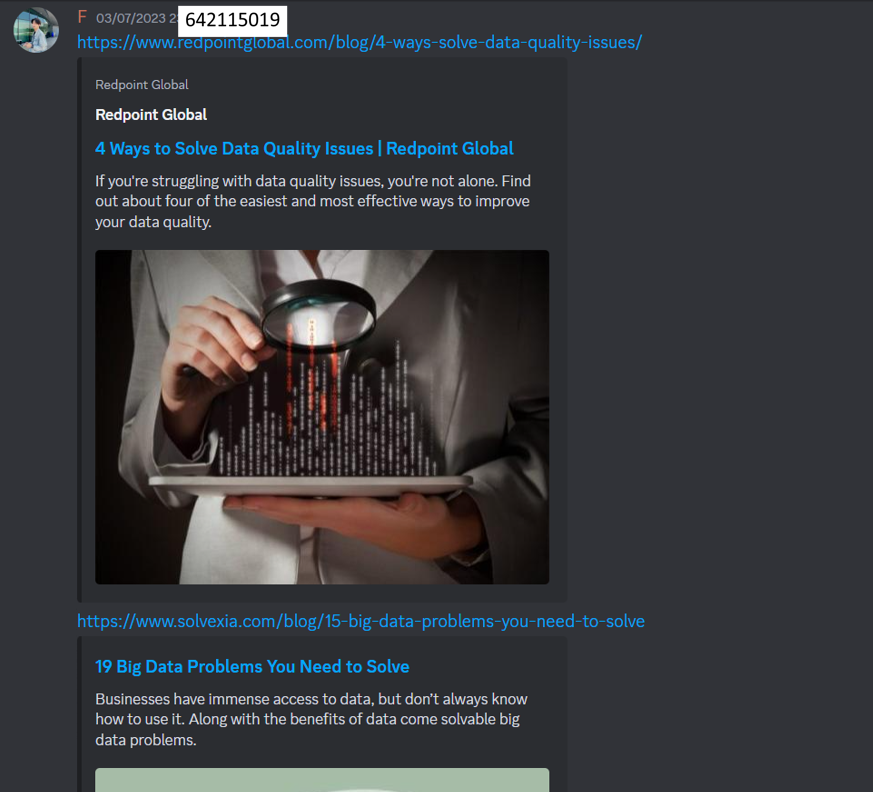 F 03/07/2023 2
642115019
https://www.redpointglobal.com/blog/4-ways-solve-data-quality-issues/
Redpoint Global
Redpoint Global
4 Ways to Solve Data Quality Issues | Redpoint Global
If you're struggling with data quality issues, you're not alone. Find
out about four of the easiest and most effective ways to improve
your data quality.
https://www.solvexia.com/blog/15-big-data-problems-you-need-to-solve
19 Big Data Problems You Need to Solve
Businesses have immense access to data, but don't always know
how to use it. Along with the benefits of data come solvable big
data problems.